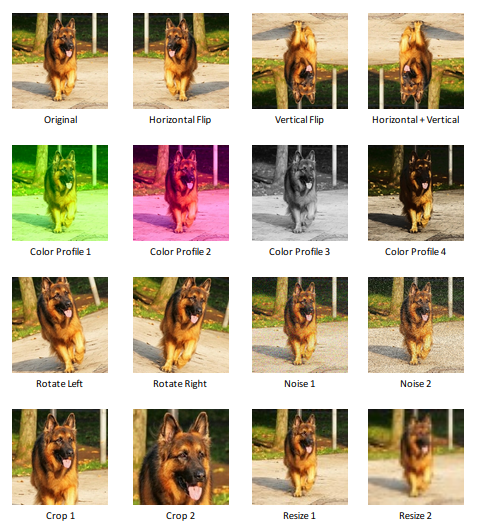 Original
Horizontal Flip
Vertical Flip
Horizontal + Vertical
Color Profile 1
Color Profile 2
Color Profile 3
Color Profile 4
Rotate Left
Rotate Right
Noise 1
Noise 2
Crop 1
Crop 2
Resize 1
Resize 2